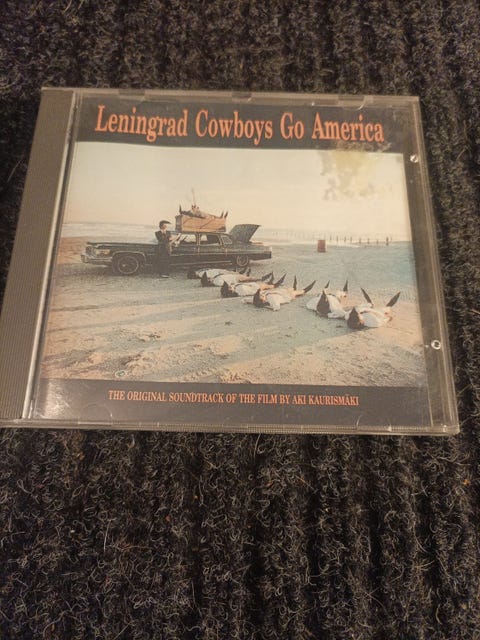 Leningrad Cowboys Go America
THE ORIGINAL SOUNDTRACK OF THE FILM BY AKI KAURISMÄKI